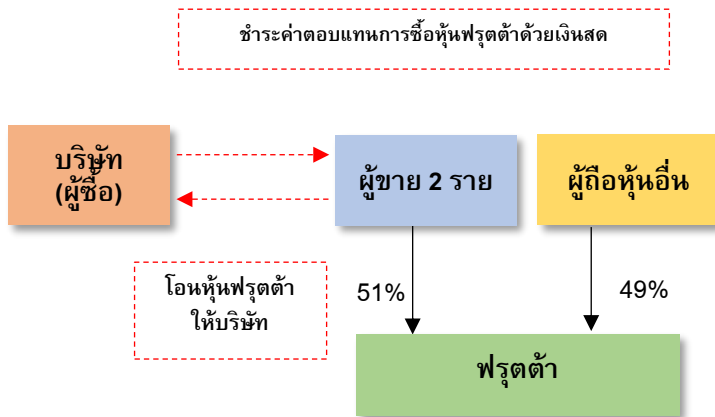 ชำระค่าตอบแทนการซื้อหุ้นฟรุตต้าด้วยเงินสด
บริษัท
(ผู้ซื้อ)
ผู้ขาย 2 ราย
ผู้ถือหุ้นอื่น
โอนหุ้นฟรุตต้า
ให้บริษัท
51%
49%
ฟรุตต้า